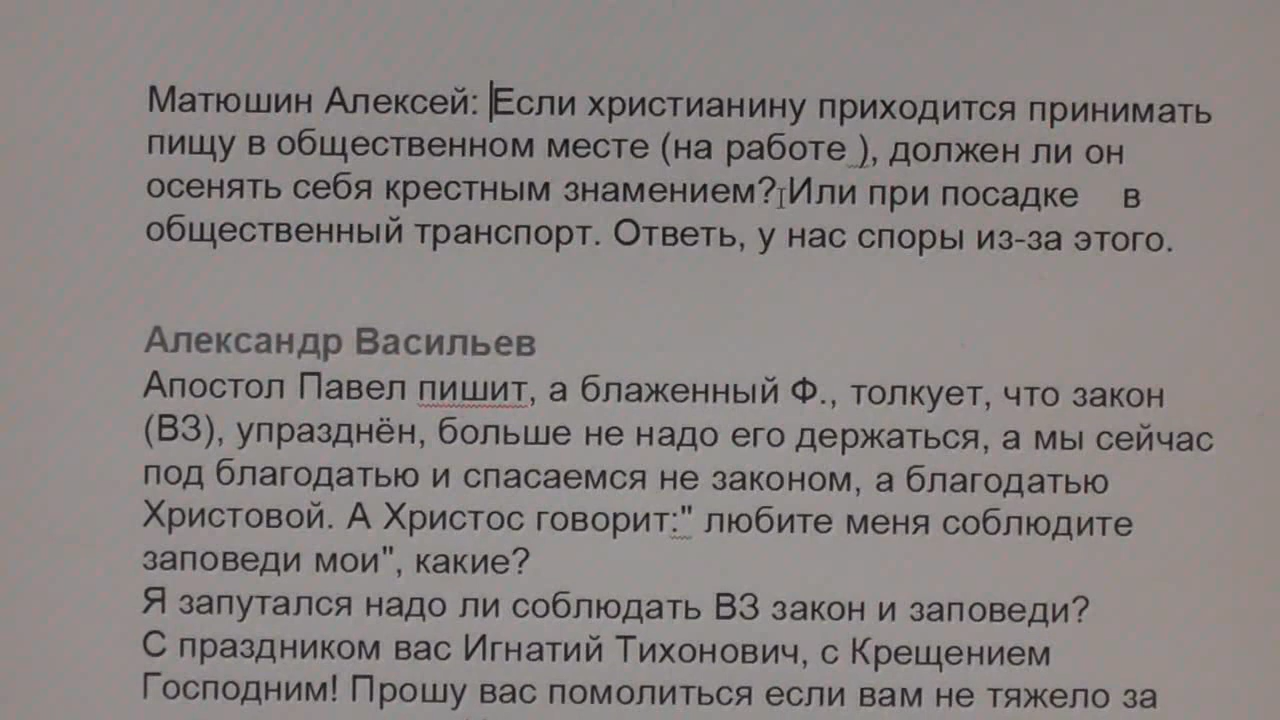 Матюшин Алексей: Если христианину приходится принимать
пищу в общественном месте (на работе ), должен ли он
осенять себя крестным знамением? Или при посадке в
общественный транспорт. Ответь, у нас споры из-за этого.
Александр Васильев
Апостол Павел пишит, а блаженный Ф., толкует, что закон
(ВЗ), упразднён, больше не надо его держаться, а мы сейчас
под благодатью и спасаемся не законом, а благодатью
Христовой. А Христос говорит:" любите меня соблюдите
заповеди мои", какие?
Я запутался надо ли соблюдать ВЗ закон и заповеди?
С праздником вас Игнатий Тихонович, с Крещением
Господним! Прошу вас помолиться если вам не тяжело за